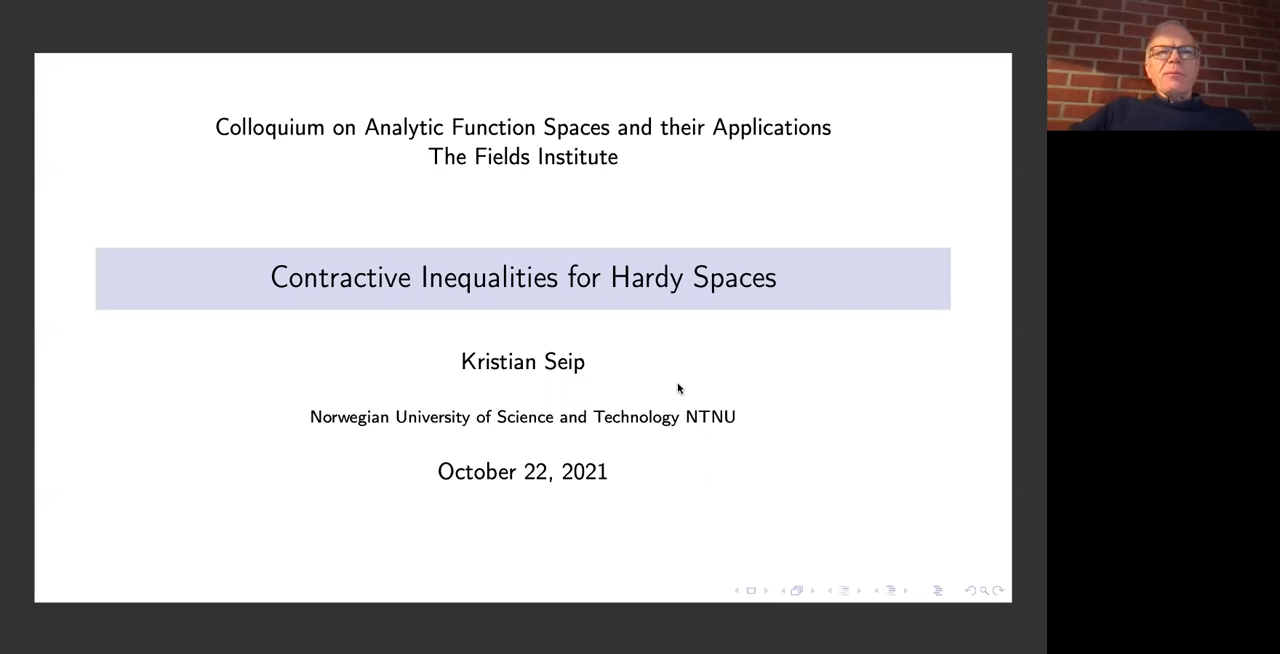 Colloquium on Analytic Function Spaces and their Applications
The Fields Institute
Contractive Inequalities for Hardy Spaces
Kristian Seip
Norwegian University of Science and Technology NTNU
October 22, 2021